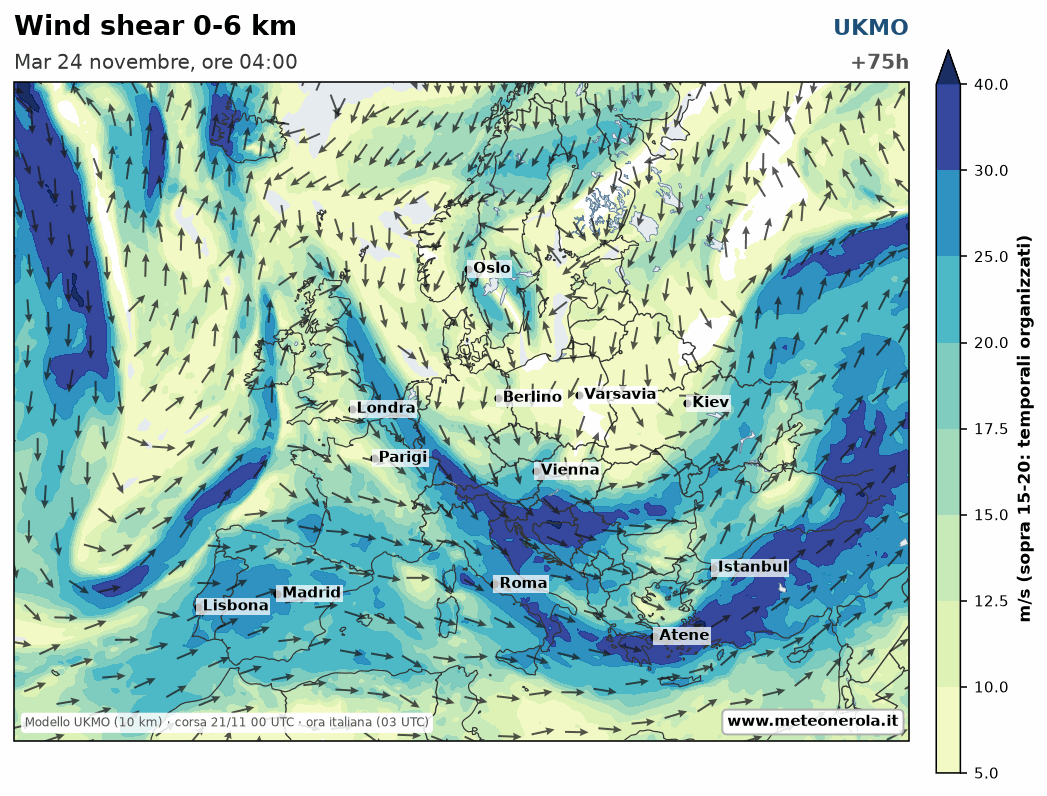 Wind shear 0-6 km
UKMO
Mar 24 novembre, ore 04:00
+75h
40.0
30.0
25.0
20.0
17.5
15.0
12.5
10.0
5.0
m/s (sopra 15-20: temporali organizzati)
Oslo
Berlino
Varsavia
Kiev
Londra
Parigi
Vienna
Istanbul
Roma
Madrid
Lisbona
Atene
Modello UKMO (10 km) · corsa 21/11 00 UTC · ora italiana (03 UTC)
www.meteonerola.it